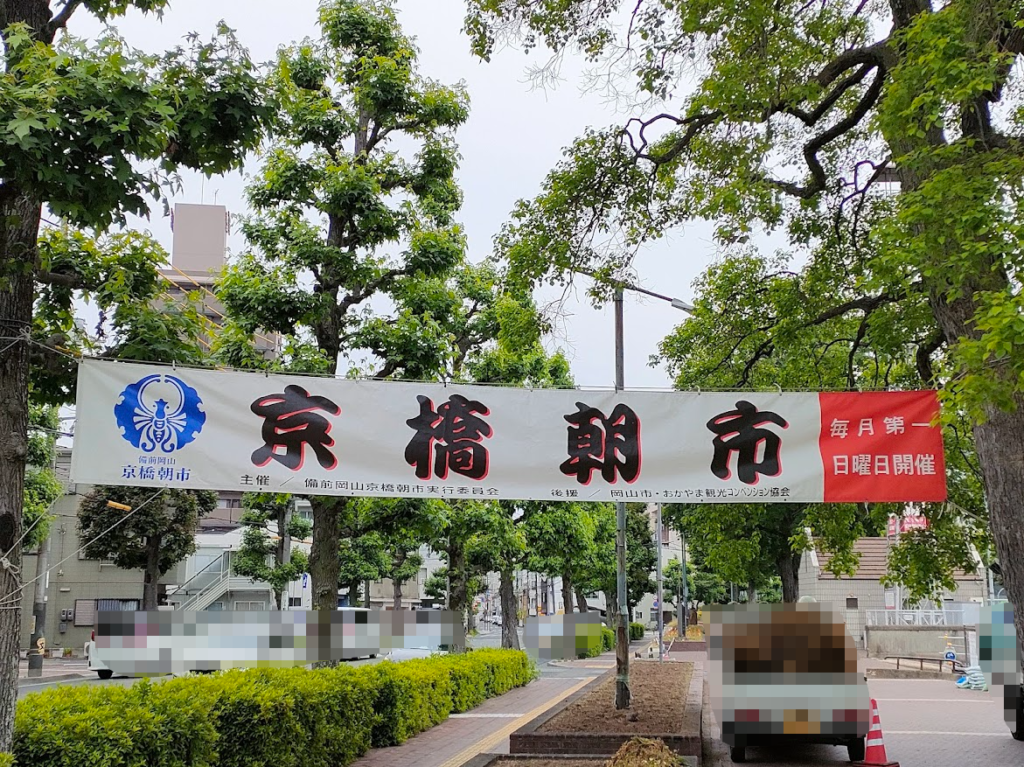 備前岡山
京橋朝市
京橋朝市
毎月第一
日曜日開催
主催 / 備前岡山京橋朝市実行委員会 後援 / 岡山市・おかやま観光コンベンション協会